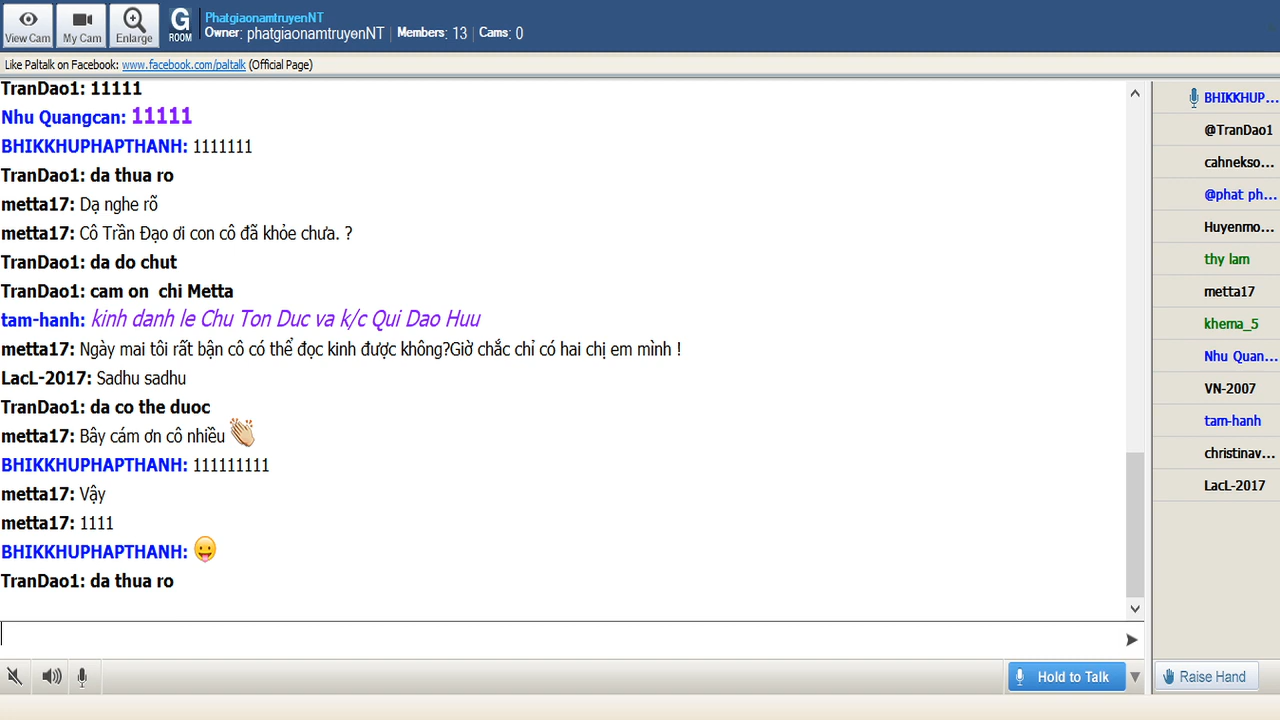 View Cam
My Cam
Enlarge
G
ROOM
PhatgiaonamtruyenNT
Owner: phatgiaonamtruyenNT | Members: 13 | Cams: 0
Like Paltalk on Facebook: www.facebook.com/paltalk (Official Page)
TranDao1: 11111
Nhu Quangcan: 11111
BHIKKHUPHAPTHANH: 1111111
TranDao1: da thua ro
metta17: Dạ nghe rõ
metta17: Cô Trần Đạo ơi con cô đã khỏe chưa. ?
TranDao1: da do chut
TranDao1: cam on chi Metta
tam-hanh: kinh danh le Chu Ton Duc va k/c Qui Dao Huu
metta17: Ngày mai tôi rất bận cô có thể đọc kinh được không?Giờ chắc chỉ có hai chị em mình !
LacL-2017: Sadhu sadhu
TranDao1: da co the duoc
metta17: Bây cám ơn cô nhiều
BHIKKHUPHAPTHANH: 111111111
metta17: Vậy
metta17: 1111
BHIKKHUPHAPTHANH:
TranDao1: da thua ro
BHIKKHUP...
@TranDao1
cahnekso...
@phat ph...
Huyenmo...
thy lam
metta17
khema_5
Nhu Quan...
VN-2007
tam-hanh
christinav...
LacL-2017
Hold to Talk
Raise Hand